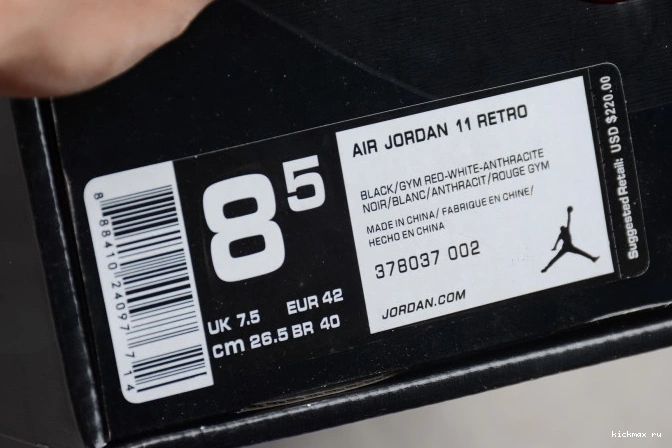 8 88410 24097 7 14
8 5
UK 7.5 EUR 42
cm 26.5 BR 40
AIR JORDAN 11 RETRO
BLACK/GYM RED-WHITE-ANTHRACITE
NOIR/BLANC/ANTHRACIT/ROUGE GYM
MADE IN CHINA/ FABRIQUE EN CHINE/
HECHO EN CHINA
378037 002
JORDAN.COM
Suggested Retail: USD $220.00
kickmax ru